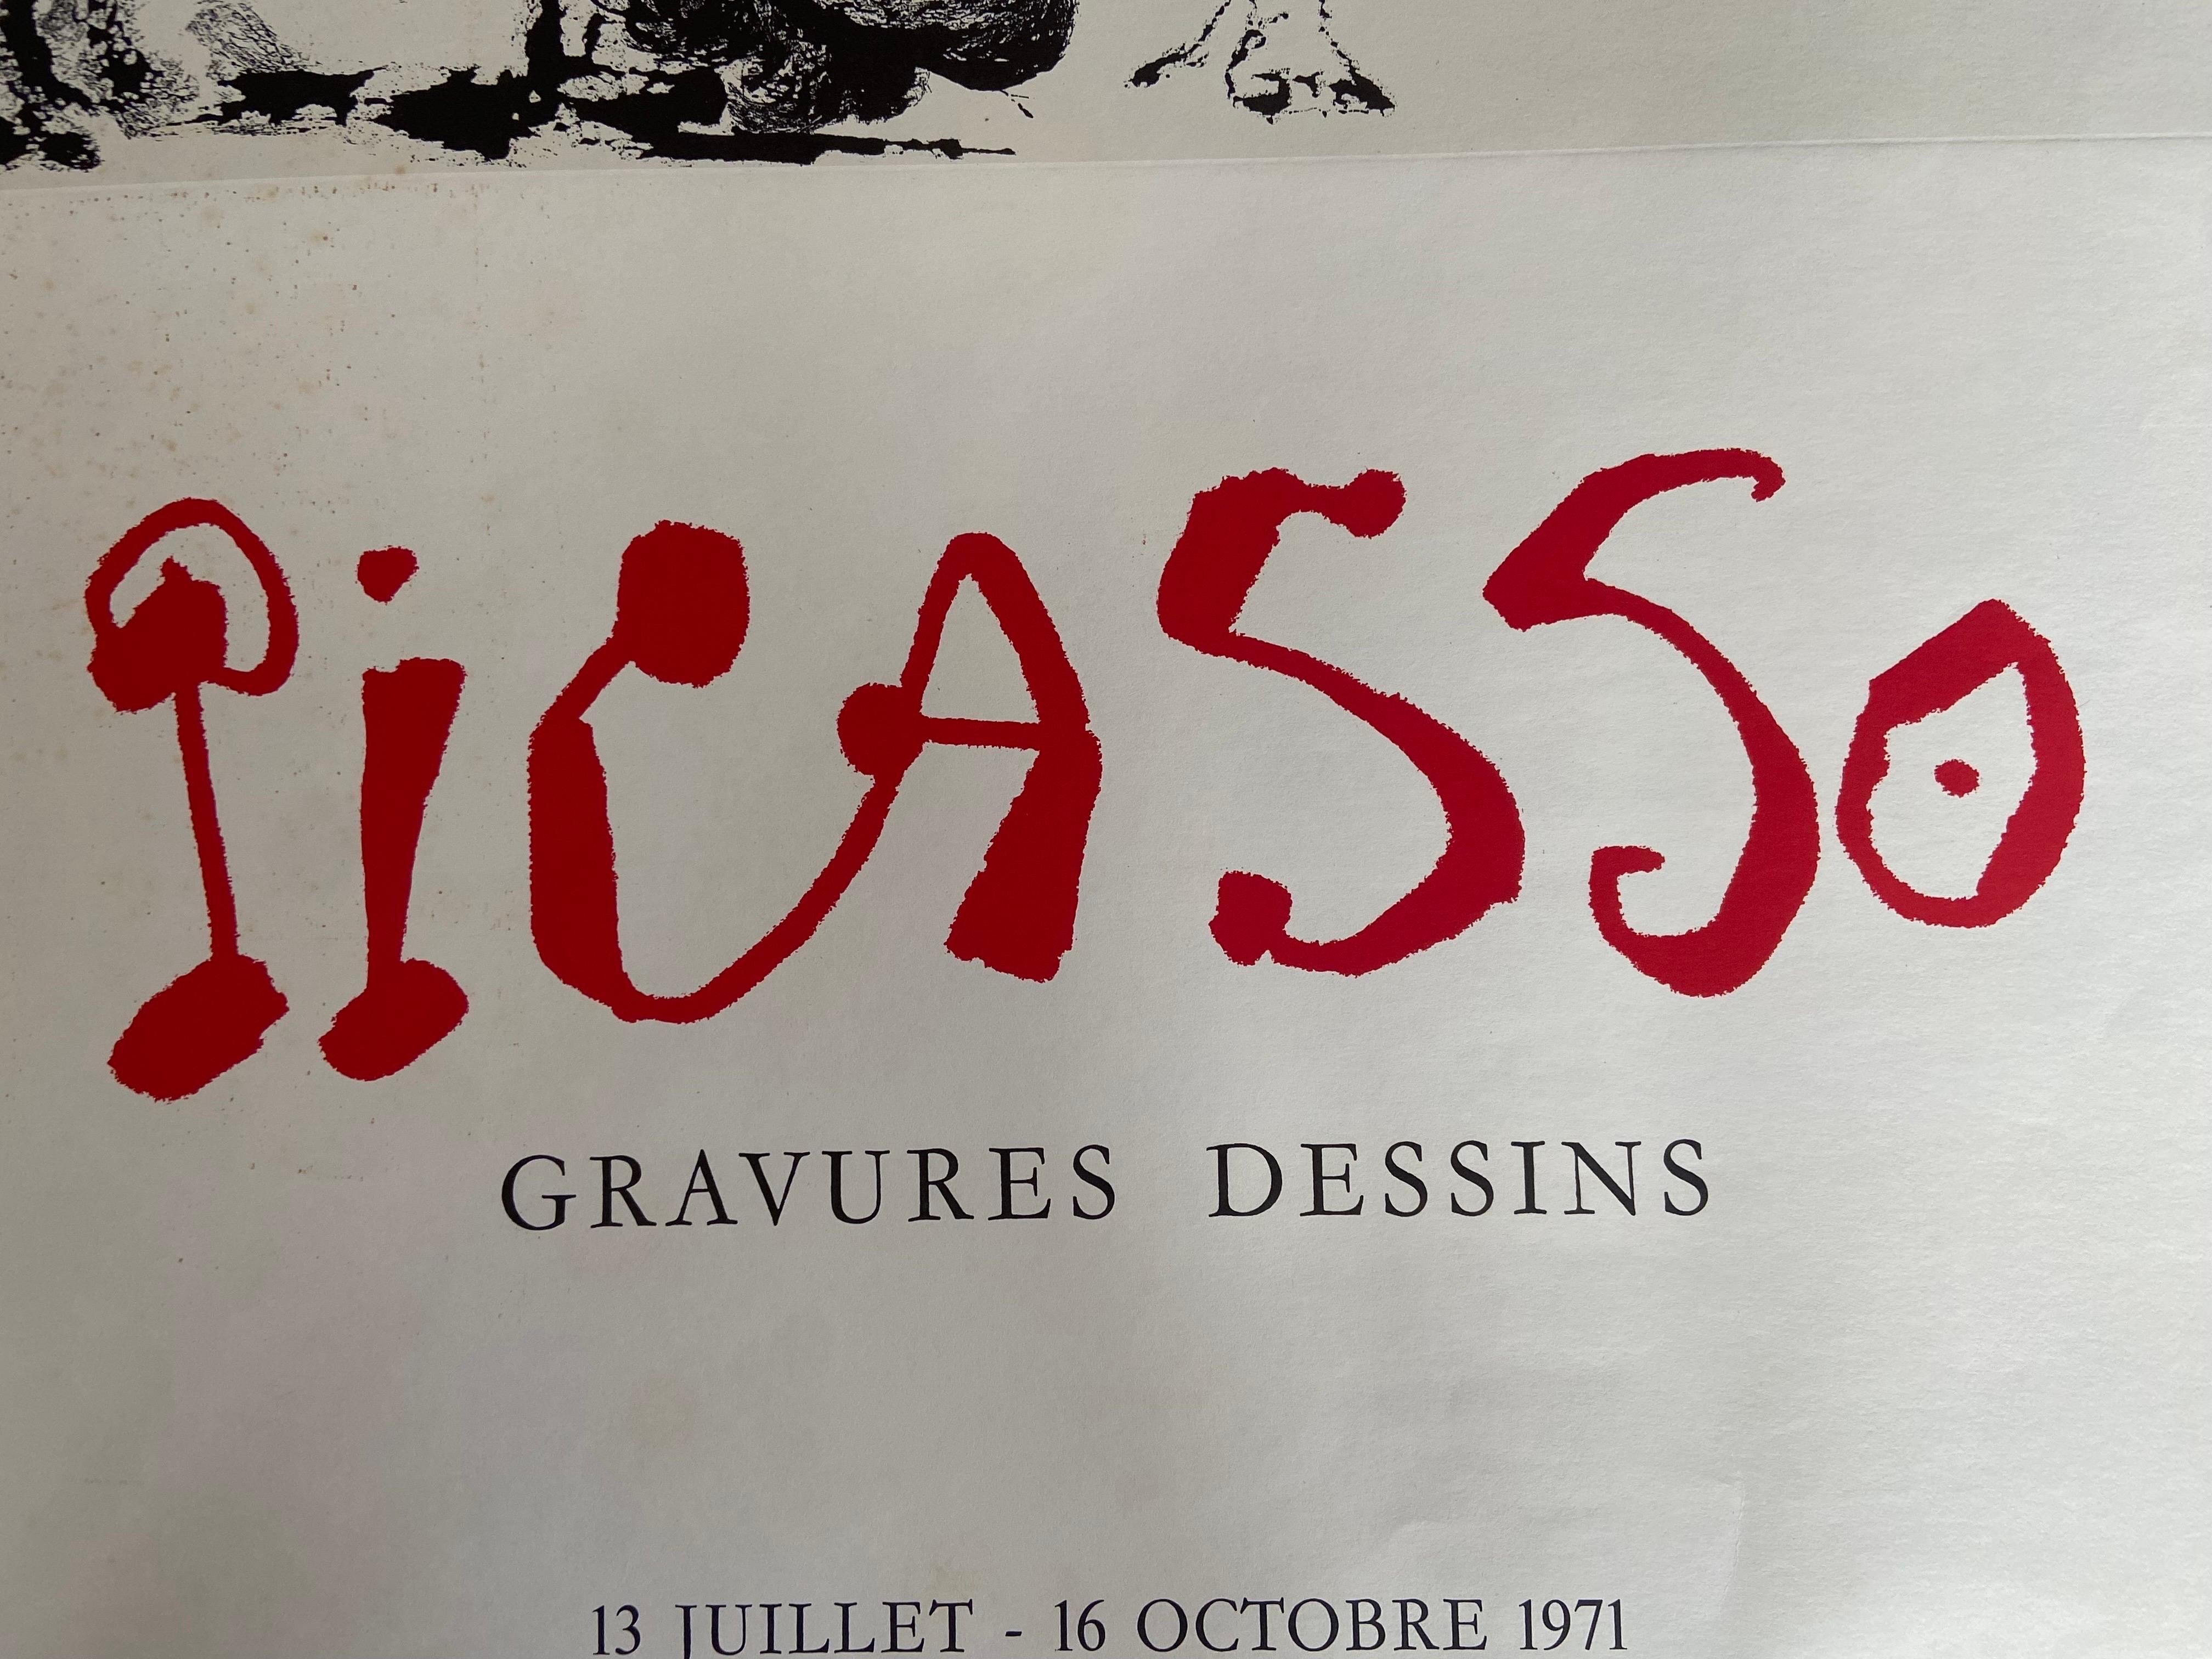 PiCASSO
GRAVURES DESSINS
13 JUILLET - 16 OCTOBRE 1971